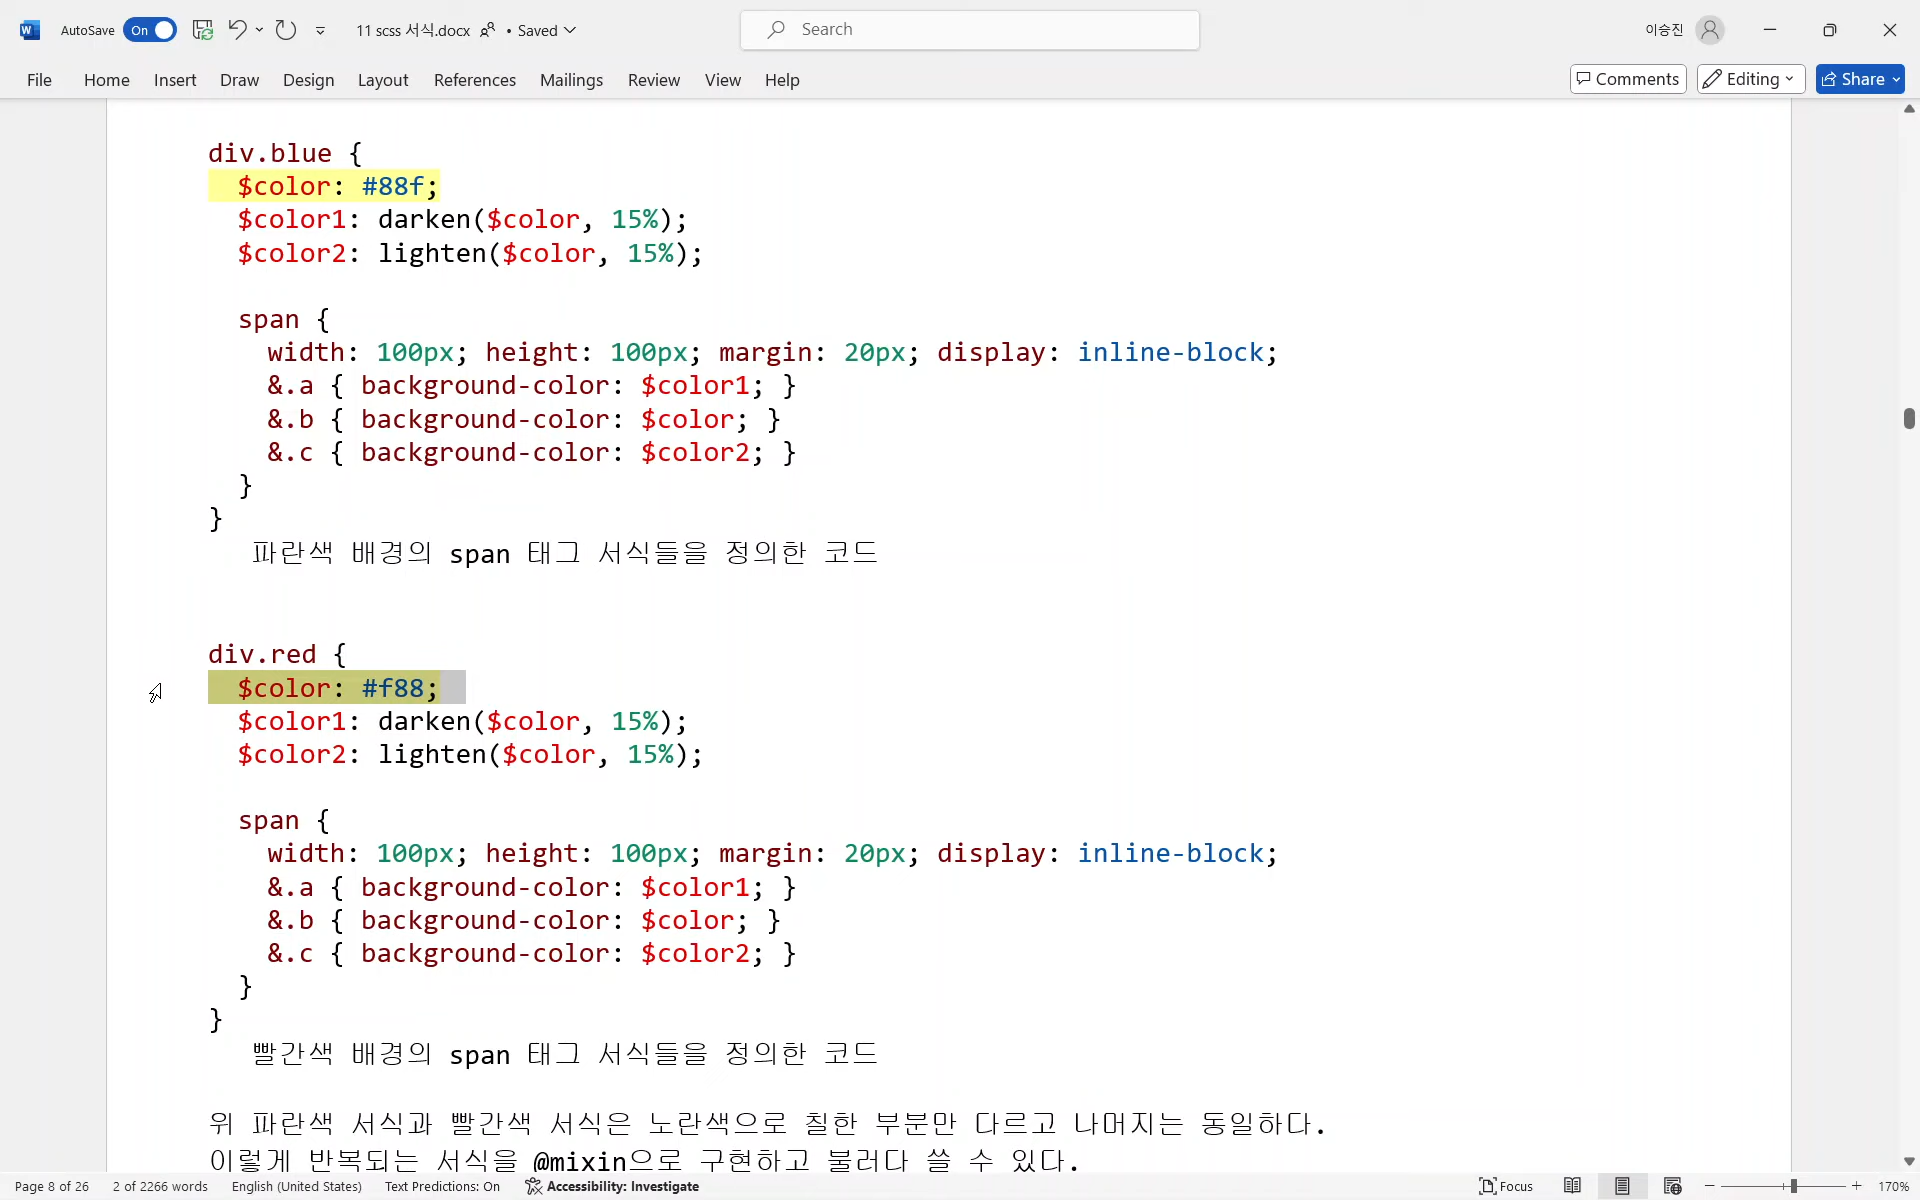 AutoSave On 11 scss 서식.docx • Saved Search 이승진
File Home Insert Draw Design Layout References Mailings Review View Help Comments Editing Share
div.blue {
$color: #88f;
$color1: darken($color, 15%);
$color2: lighten($color, 15%);
span {
width: 100px; height: 100px; margin: 20px; display: inline-block;
&.a { background-color: $color1; }
&.b { background-color: $color; }
&.c { background-color: $color2; }
}
}
파란색 배경의 span 태그 서식들을 정의한 코드
div.red {
$color: #f88;
$color1: darken($color, 15%);
$color2: lighten($color, 15%);
span {
width: 100px; height: 100px; margin: 20px; display: inline-block;
&.a { background-color: $color1; }
&.b { background-color: $color; }
&.c { background-color: $color2; }
}
}
빨간색 배경의 span 태그 서식들을 정의한 코드
위 파란색 서식과 빨간색 서식은 노란색으로 칠한 부분만 다르고 나머지는 동일하다.
이렇게 반복되는 서식을 @mixin으로 구현하고 불러다 쓸 수 있다.
Page 8 of 26 2 of 2266 words English (United States) Text Predictions: On Accessibility: Investigate Focus 170%